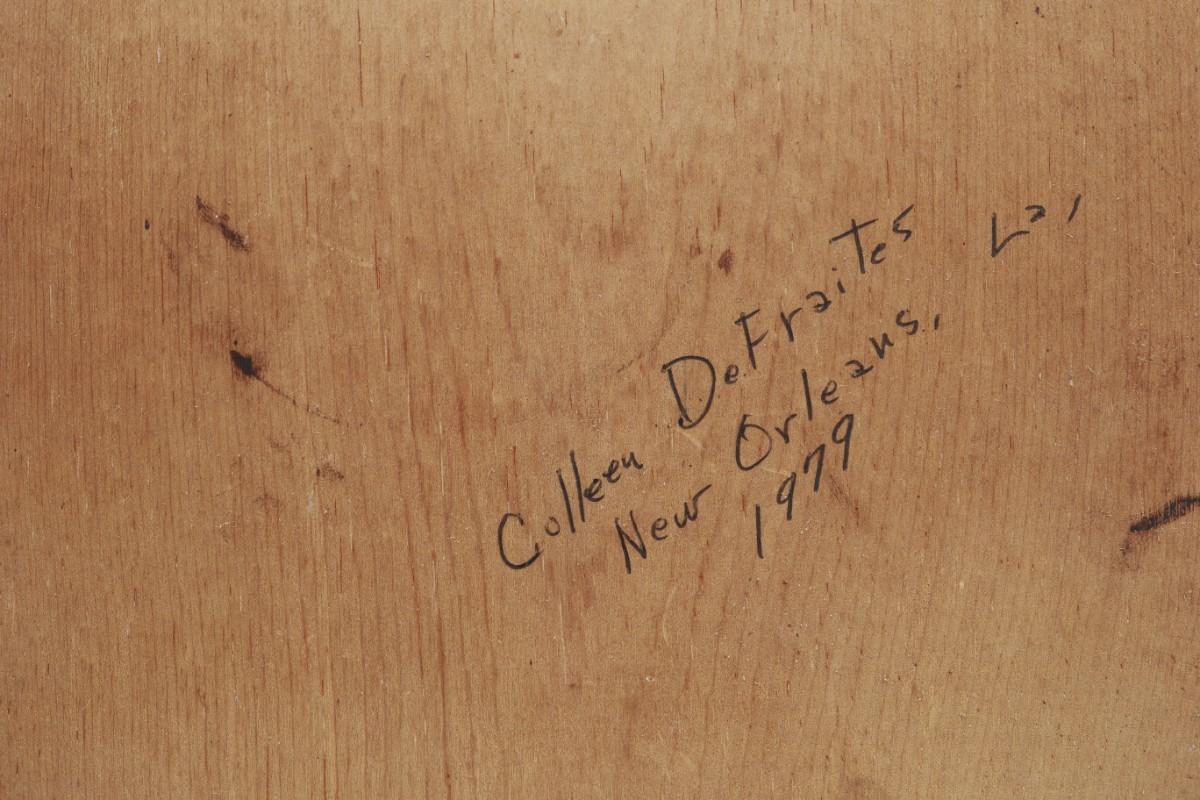 Colleen DeFraites
New Orleans, La,
1979